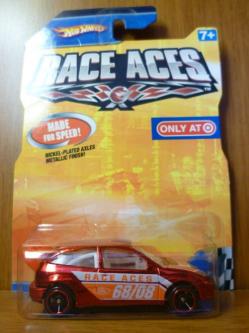 Hot Wheels
7+
RACE ACES
TM
MADE
FOR SPEED!
NICKEL-PLATED AXLES
METALLIC FINISH!
ONLY AT
RACE ACES
68/08